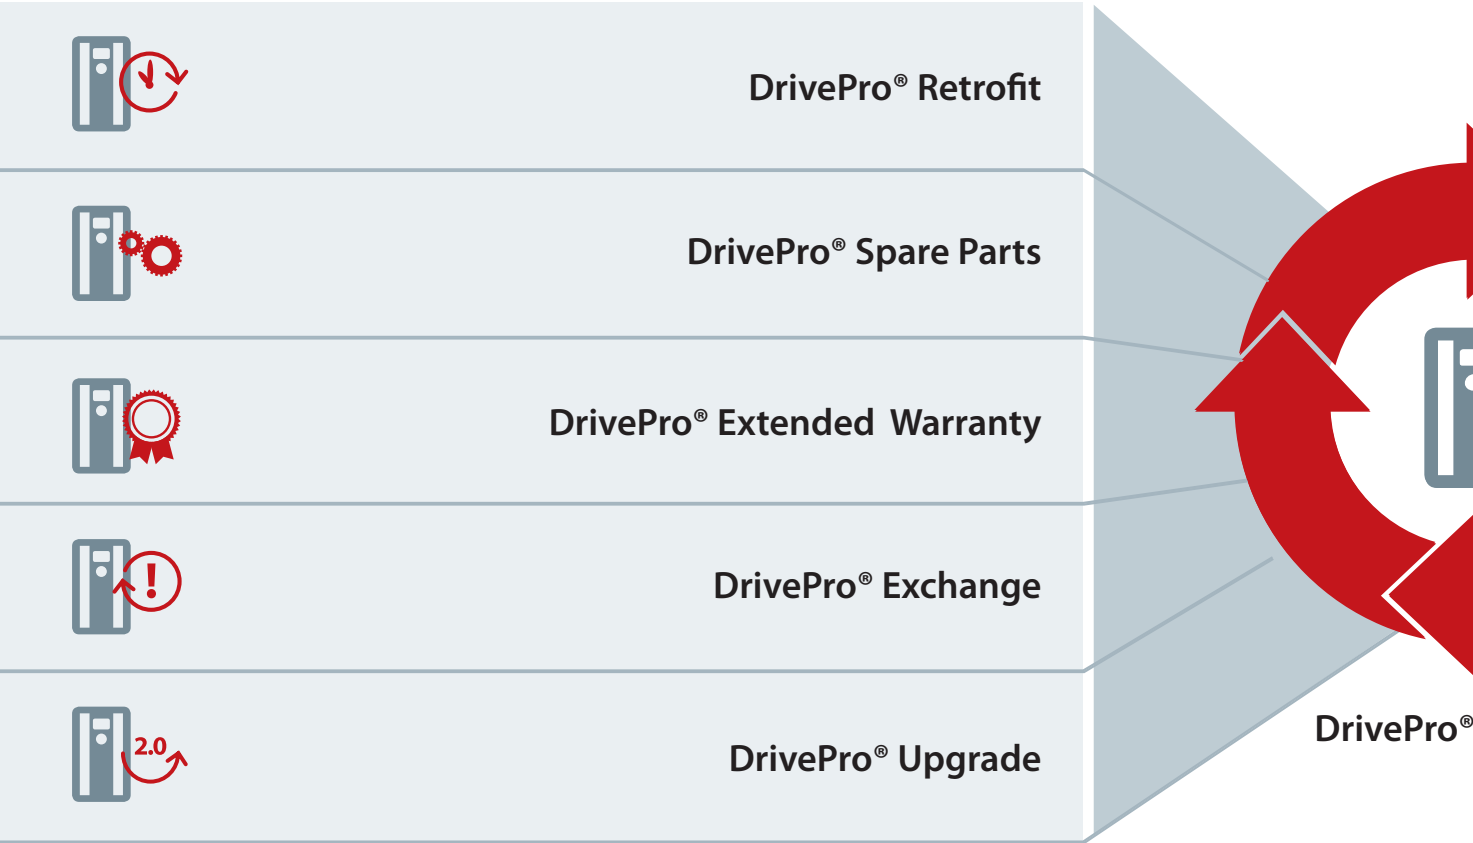 DrivePro® Retrofit
DrivePro® Spare Parts
DrivePro® Extended Warranty
DrivePro® Exchange
2.0
DrivePro® Upgrade
DrivePro®